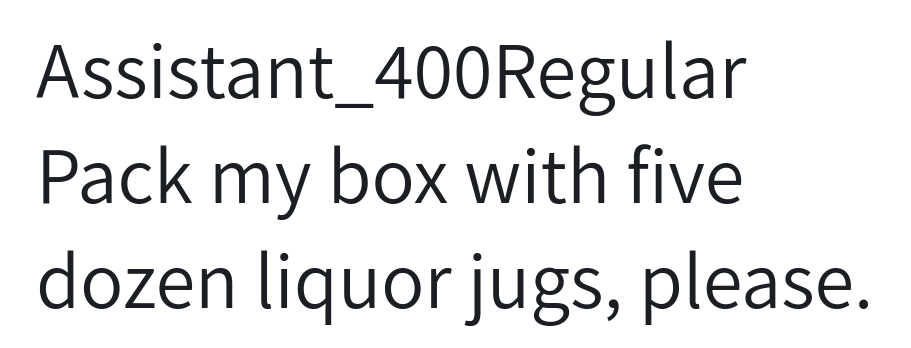 Assistant_400Regular
Pack my box with five
dozen liquor jugs, please.